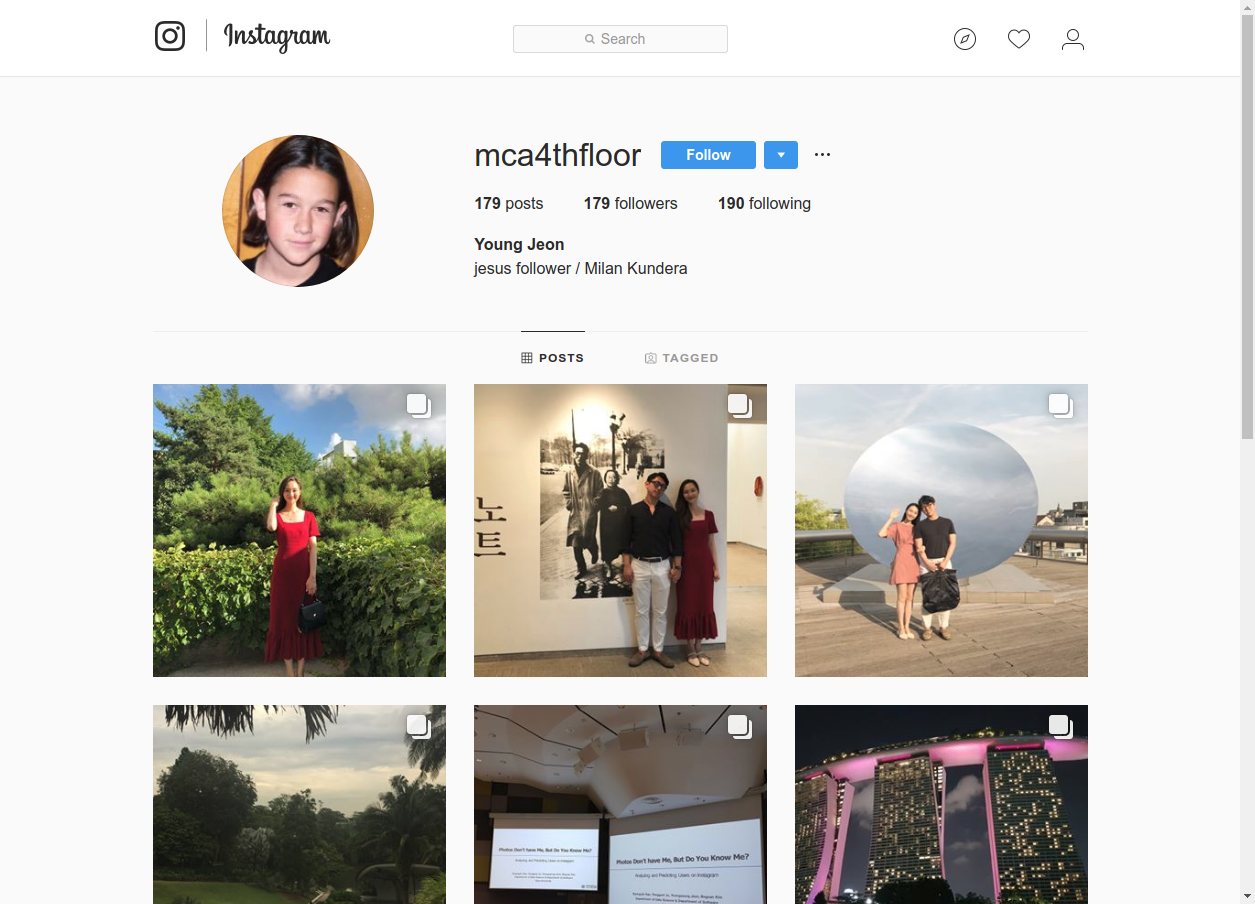 Instagram
Search
mca4thfloor Follow
179 posts 179 followers 190 following
Young Jeon
jesus follower / Milan Kundera
POSTS TAGGED
노
트
Photos Don't have Me, But Do You Know Me?
Analyzing and Predicting Users on Instagram
Photos Don't have Me, But Do You Know Me?
Analyzing and Predicting Users on Instagram